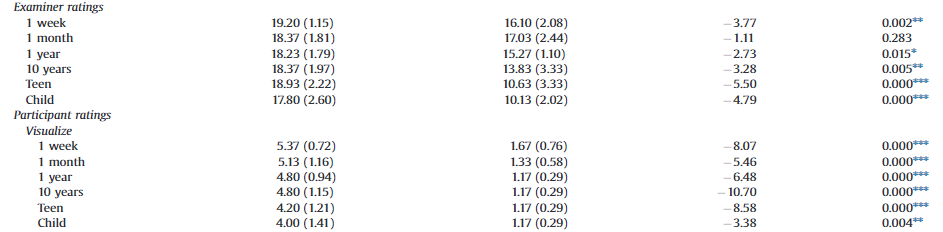 Examiner ratings
1 week 19.20 (1.15) 16.10 (2.08) −3.77 0.002**
1 month 18.37 (1.81) 17.03 (2.44) −1.11 0.283
1 year 18.23 (1.79) 15.27 (1.10) −2.73 0.015*
10 years 18.37 (1.97) 13.83 (3.33) −3.28 0.005**
Teen 18.93 (2.22) 10.63 (3.33) −5.50 0.000***
Child 17.80 (2.60) 10.13 (2.02) −4.79 0.000***
Participant ratings
Visualize
1 week 5.37 (0.72) 1.67 (0.76) −8.07 0.000***
1 month 5.13 (1.16) 1.33 (0.58) −5.46 0.000***
1 year 4.80 (0.94) 1.17 (0.29) −6.48 0.000***
10 years 4.80 (1.15) 1.17 (0.29) −10.70 0.000***
Teen 4.20 (1.21) 1.17 (0.29) −8.58 0.000***
Child 4.00 (1.41) 1.17 (0.29) −3.38 0.004**